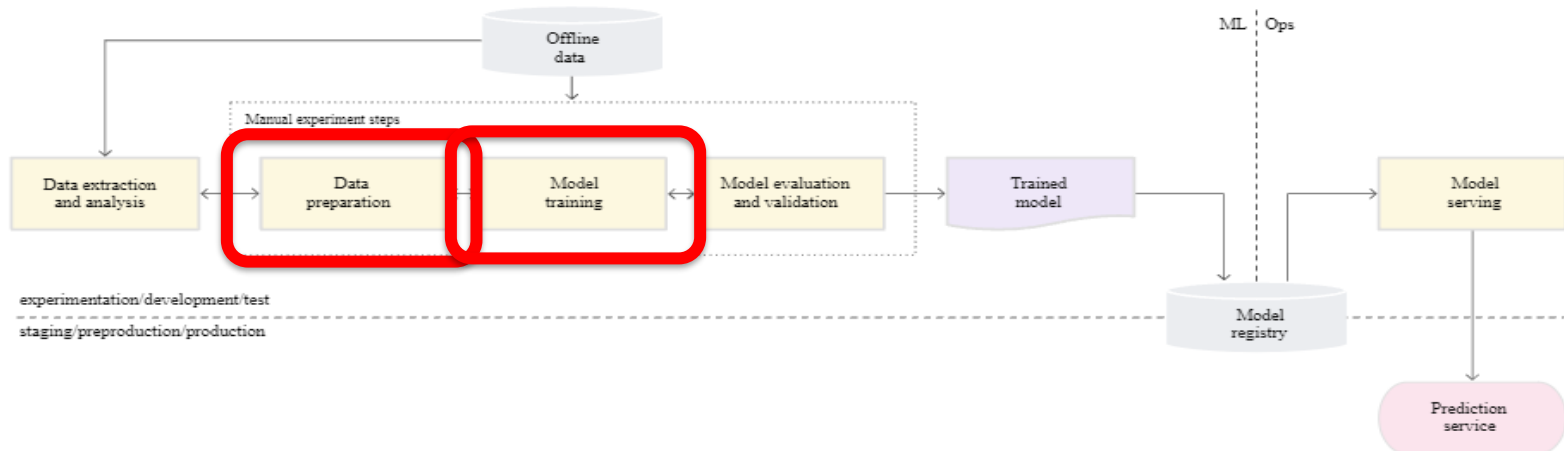 Offline
data
ML
Ops
Manual experiment steps
Data extraction
and analysis
Data
preparation
Model
training
Model evaluation
and validation
Trained
model
Model
serving
experimentation/development/test
staging/preproduction/production
Model
registry
Prediction
service